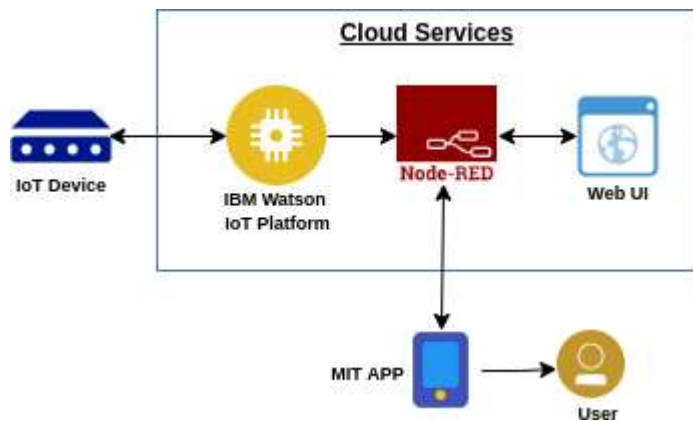 Cloud Services
IoT Device
IBM Watson
IoT Platform
Node-RED
Web UI
MIT APP
User